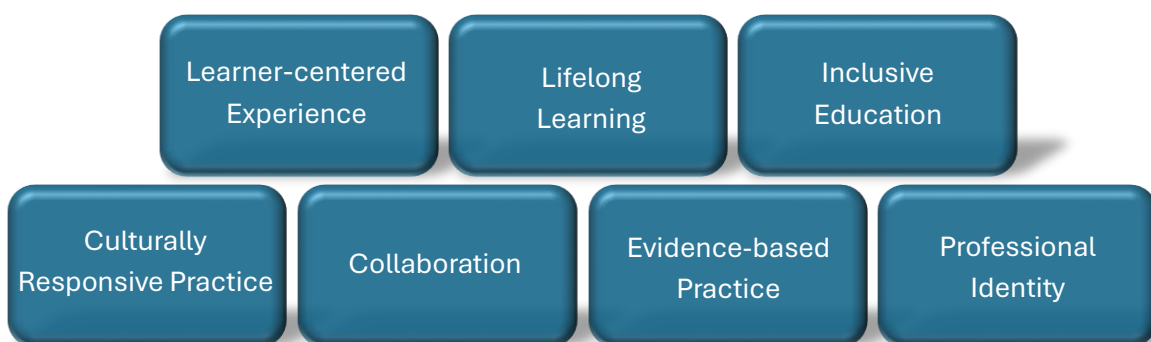 Learner-centered
Experience
Lifelong
Learning
Inclusive
Education
Culturally
Responsive Practice
Collaboration
Evidence-based
Practice
Professional
Identity